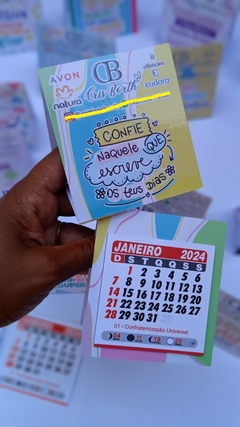 AVON
CB
Cris Borth
natura
eudora
CONFIE
NAQUELE QUE
escreve
OS teus DIAS
JANEIRO 2024
D S T Q Q S S
1 2 3 4 5 6
7 8 9 10 11 12 13
14 15 16 17 18 19 20
21 22 23 24 25 26 27
28 29 30 31
01 - Confraternização Universal